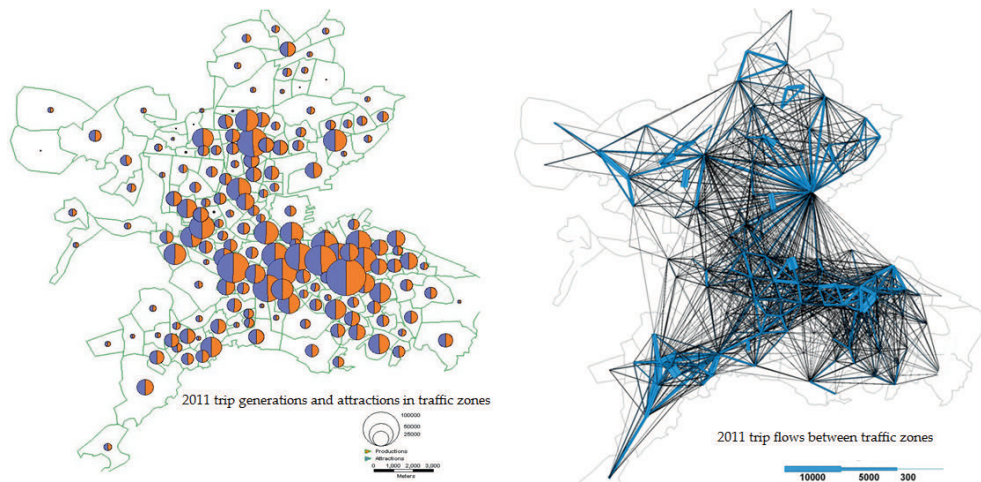 2011 trip generations and attractions in traffic zones
100000
50000
25000
Productions
Attractions
0 1,000 2,000 3,000
Meters
2011 trip flows between traffic zones
10000 5000 300